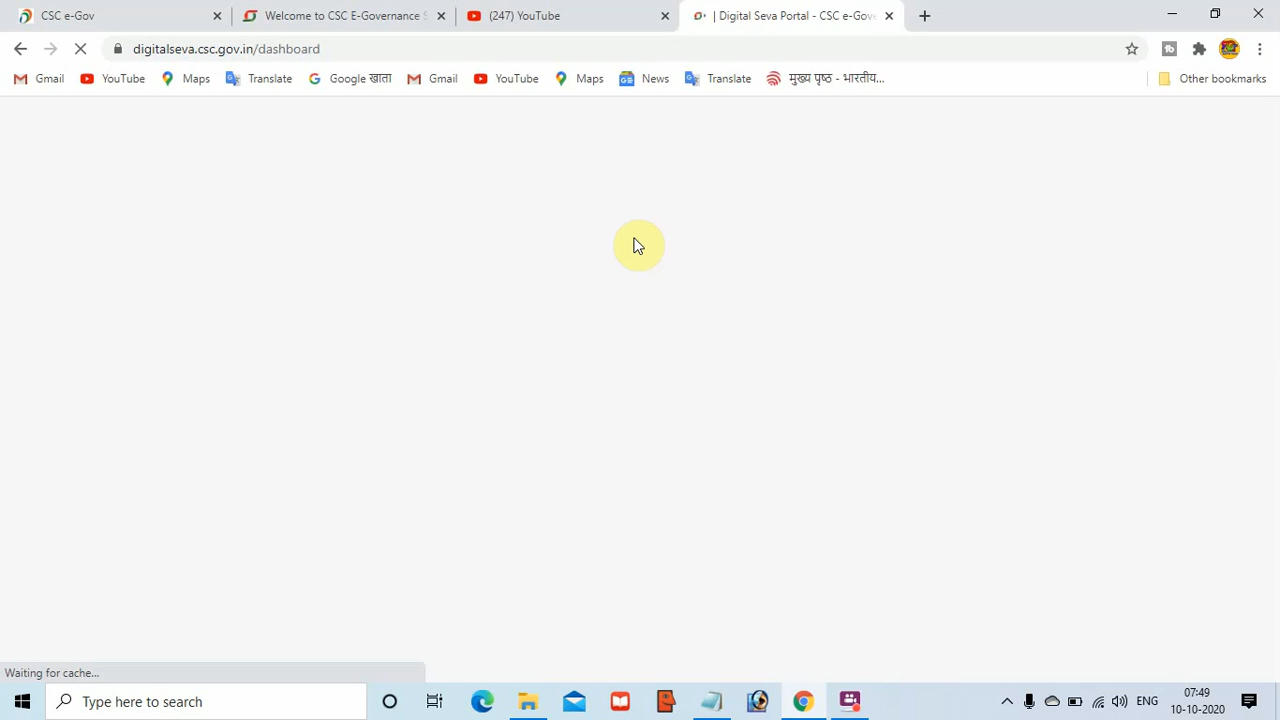 CSC e-Gov
Welcome to CSC E-Governance S
(247) YouTube
| Digital Seva Portal - CSC e-Gove
digitalseva.csc.gov.in/dashboard
Gmail
YouTube
Maps
Translate
Google खाता
Gmail
YouTube
Maps
News
Translate
मुख्य पृष्ठ - भारतीय...
Other bookmarks
Waiting for cache...
Type here to search
ENG
07:49
10-10-2020